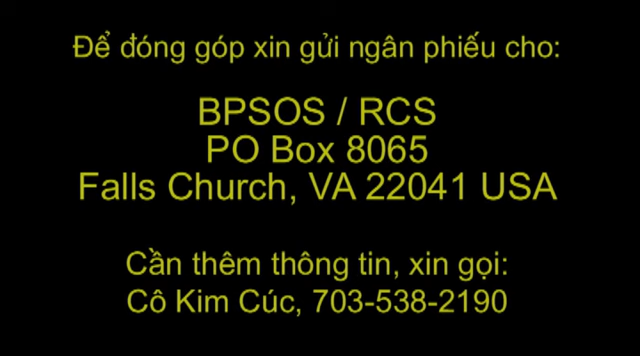 Để đóng góp xin gửi ngân phiếu cho:
BPSOS / RCS
PO Box 8065
Falls Church, VA 22041 USA
Cần thêm thông tin, xin gọi:
Cô Kim Cúc, 703-538-2190